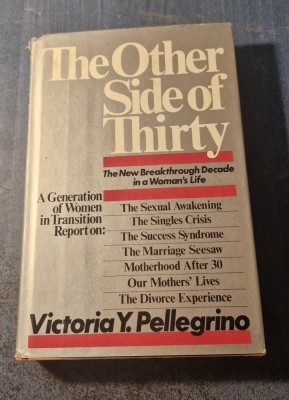 The Other
Side of
Thirty
The New Breakthrough Decade
in a Woman's Life
A Generation
of Women
in Transition
Report on:
The Sexual Awakening
The Singles Crisis
The Success Syndrome
The Marriage Seesaw
Motherhood After 30
Our Mothers' Lives
The Divorce Experience
Victoria Y. Pellegrino